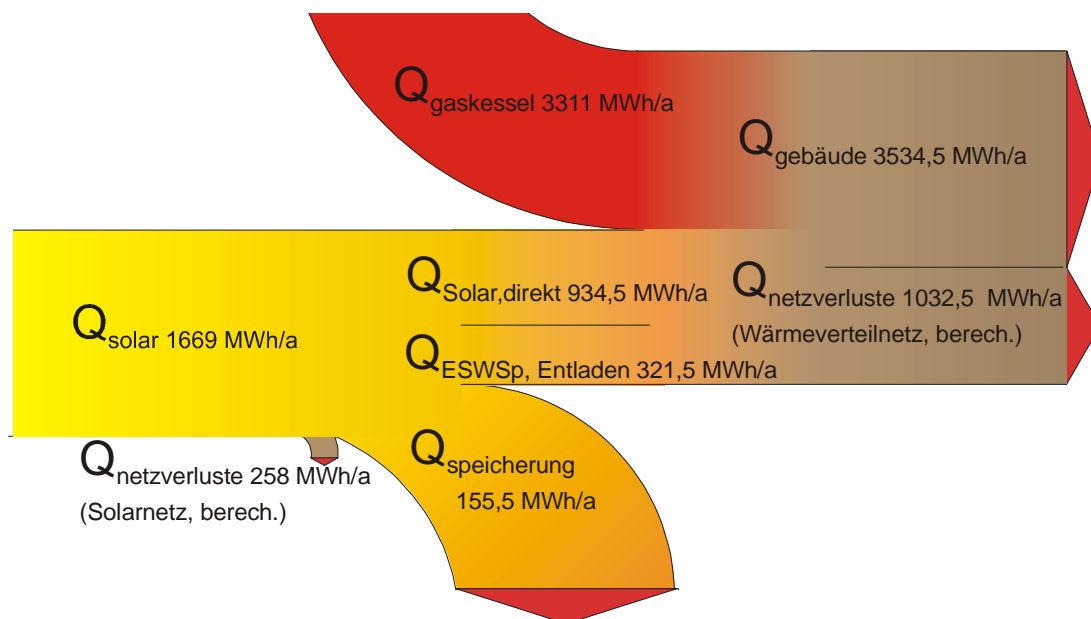 Qgaskessel 3311 MWh/a
Qgebäude 3534,5 MWh/a
QSolar,direkt 934,5 MWh/a
Qnetzverluste 1032,5 MWh/a
(Wärmeverteilnetz, berech.)
Qsolar 1669 MWh/a
QESWSp, Entladen 321,5 MWh/a
Qnetzverluste 258 MWh/a
(Solarnetz, berech.)
Qspeicherung
155,5 MWh/a